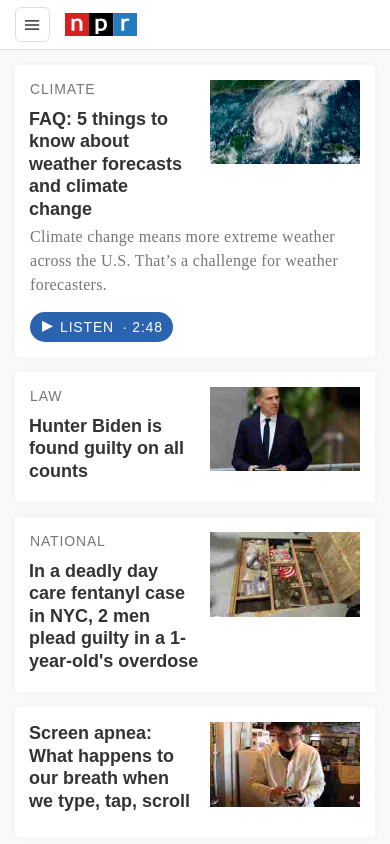 npr
CLIMATE
FAQ: 5 things to
know about
weather forecasts
and climate
change
Climate change means more extreme weather
across the U.S. That’s a challenge for weather
forecasters.
LISTEN · 2:48
LAW
Hunter Biden is
found guilty on all
counts
NATIONAL
In a deadly day
care fentanyl case
in NYC, 2 men
plead guilty in a 1-
year-old's overdose
Screen apnea:
What happens to
our breath when
we type, tap, scroll